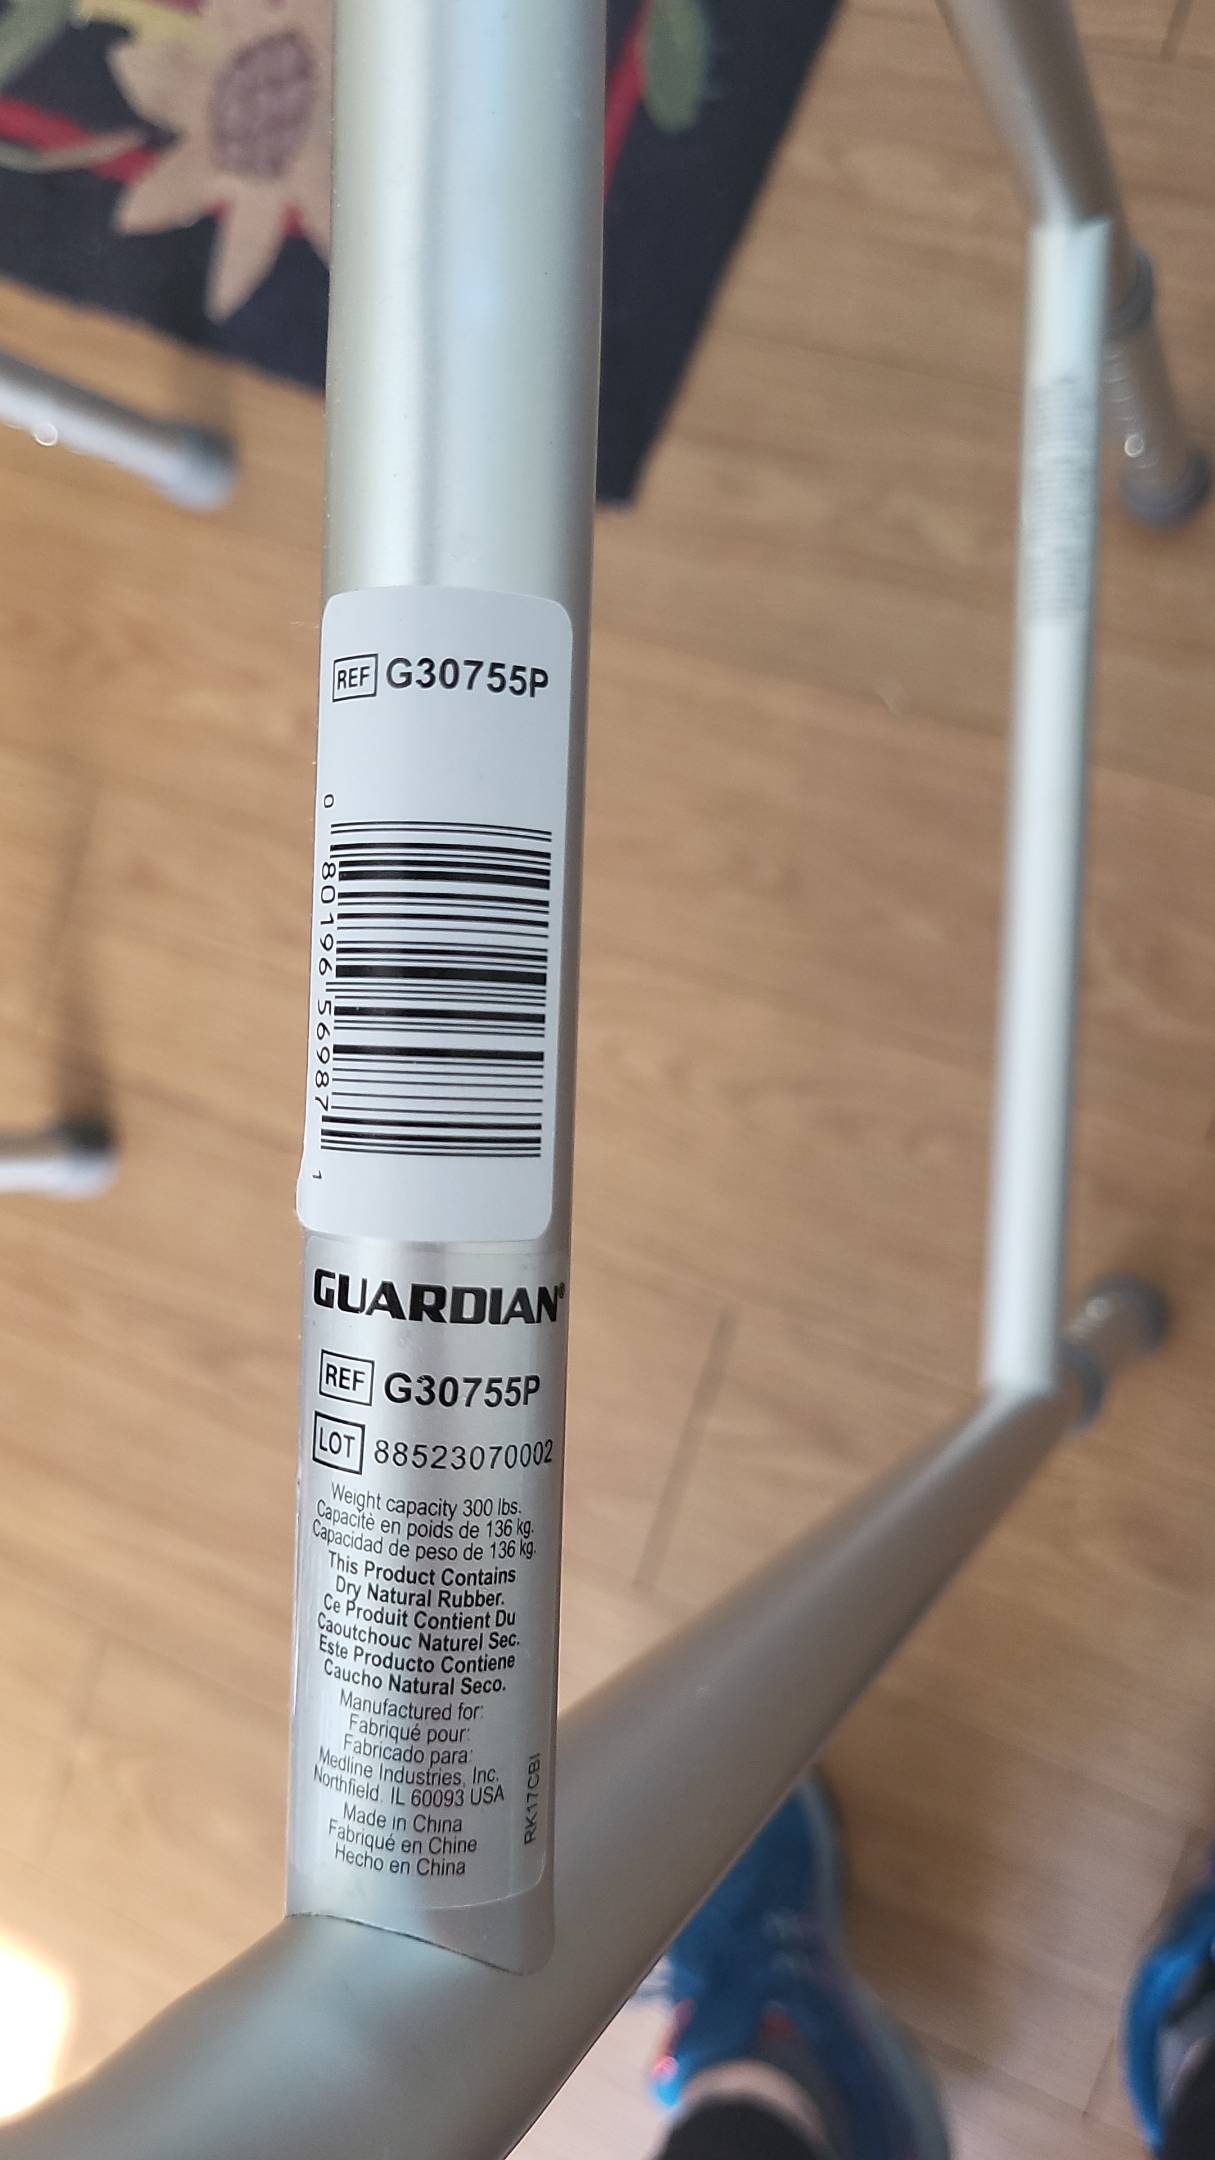 REF G30755P
0 80196 56987 1
GUARDIAN®
REF G30755P
LOT 88523070002
Weight capacity 300 lbs.
Capacitè en poids de 136 kg.
Capacidad de peso de 136 kg.
This Product Contains
Dry Natural Rubber.
Ce Produit Contient Du
Caoutchouc Naturel Sec.
Este Producto Contiene
Caucho Natural Seco.
Manufactured for:
Fabriqué pour:
Fabricado para:
Medline Industries, Inc.
Northfield, IL 60093 USA
Made in China
Fabriqué en Chine
Hecho en China
RK17CBI